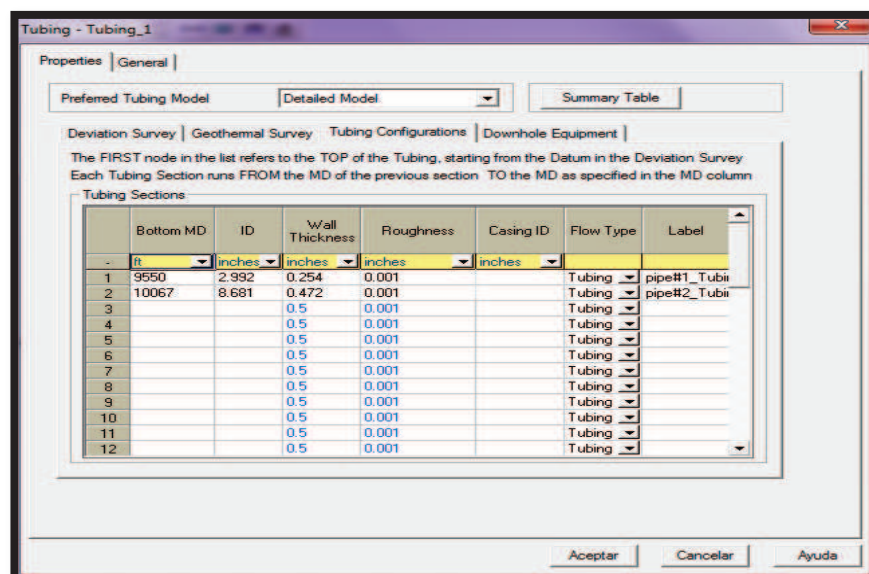 Tubing - Tubing_1
Properties General
Preferred Tubing Model Detailed Model Summary Table
Deviation Survey Geothermal Survey Tubing Configurations Downhole Equipment
The FIRST node in the list refers to the TOP of the Tubing, starting from the Datum in the Deviation Survey
Each Tubing Section runs FROM the MD of the previous section TO the MD as specified in the MD column
Tubing Sections
Bottom MD ID Wall Thickness Roughness Casing ID Flow Type Label
- ft inches inches inches inches
1 9550 2.992 0.254 0.001 Tubing pipe#1_Tubin
2 10067 8.681 0.472 0.001 Tubing pipe#2_Tubin
3 0.5 0.001 Tubing
4 0.5 0.001 Tubing
5 0.5 0.001 Tubing
6 0.5 0.001 Tubing
7 0.5 0.001 Tubing
8 0.5 0.001 Tubing
9 0.5 0.001 Tubing
10 0.5 0.001 Tubing
11 0.5 0.001 Tubing
12 0.5 0.001 Tubing
Aceptar Cancelar Ayuda